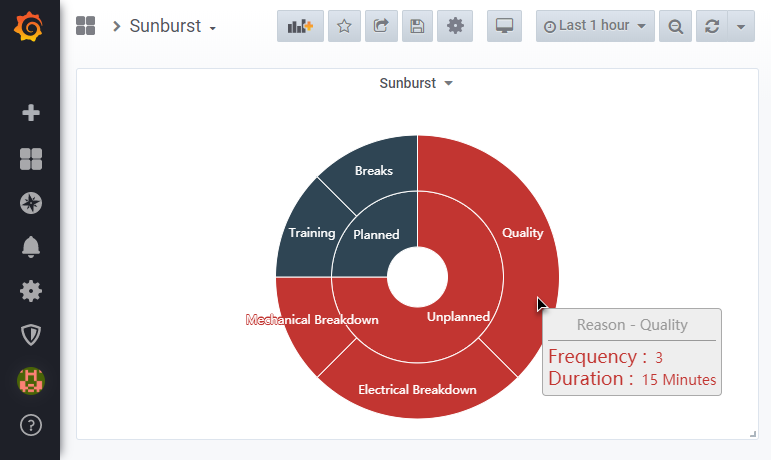 Sunburst
Last 1 hour
Sunburst
Breaks
Training
Planned
Quality
Mechanical Breakdown
Unplanned
Electrical Breakdown
Reason - Quality
Frequency : 3
Duration : 15 Minutes
?